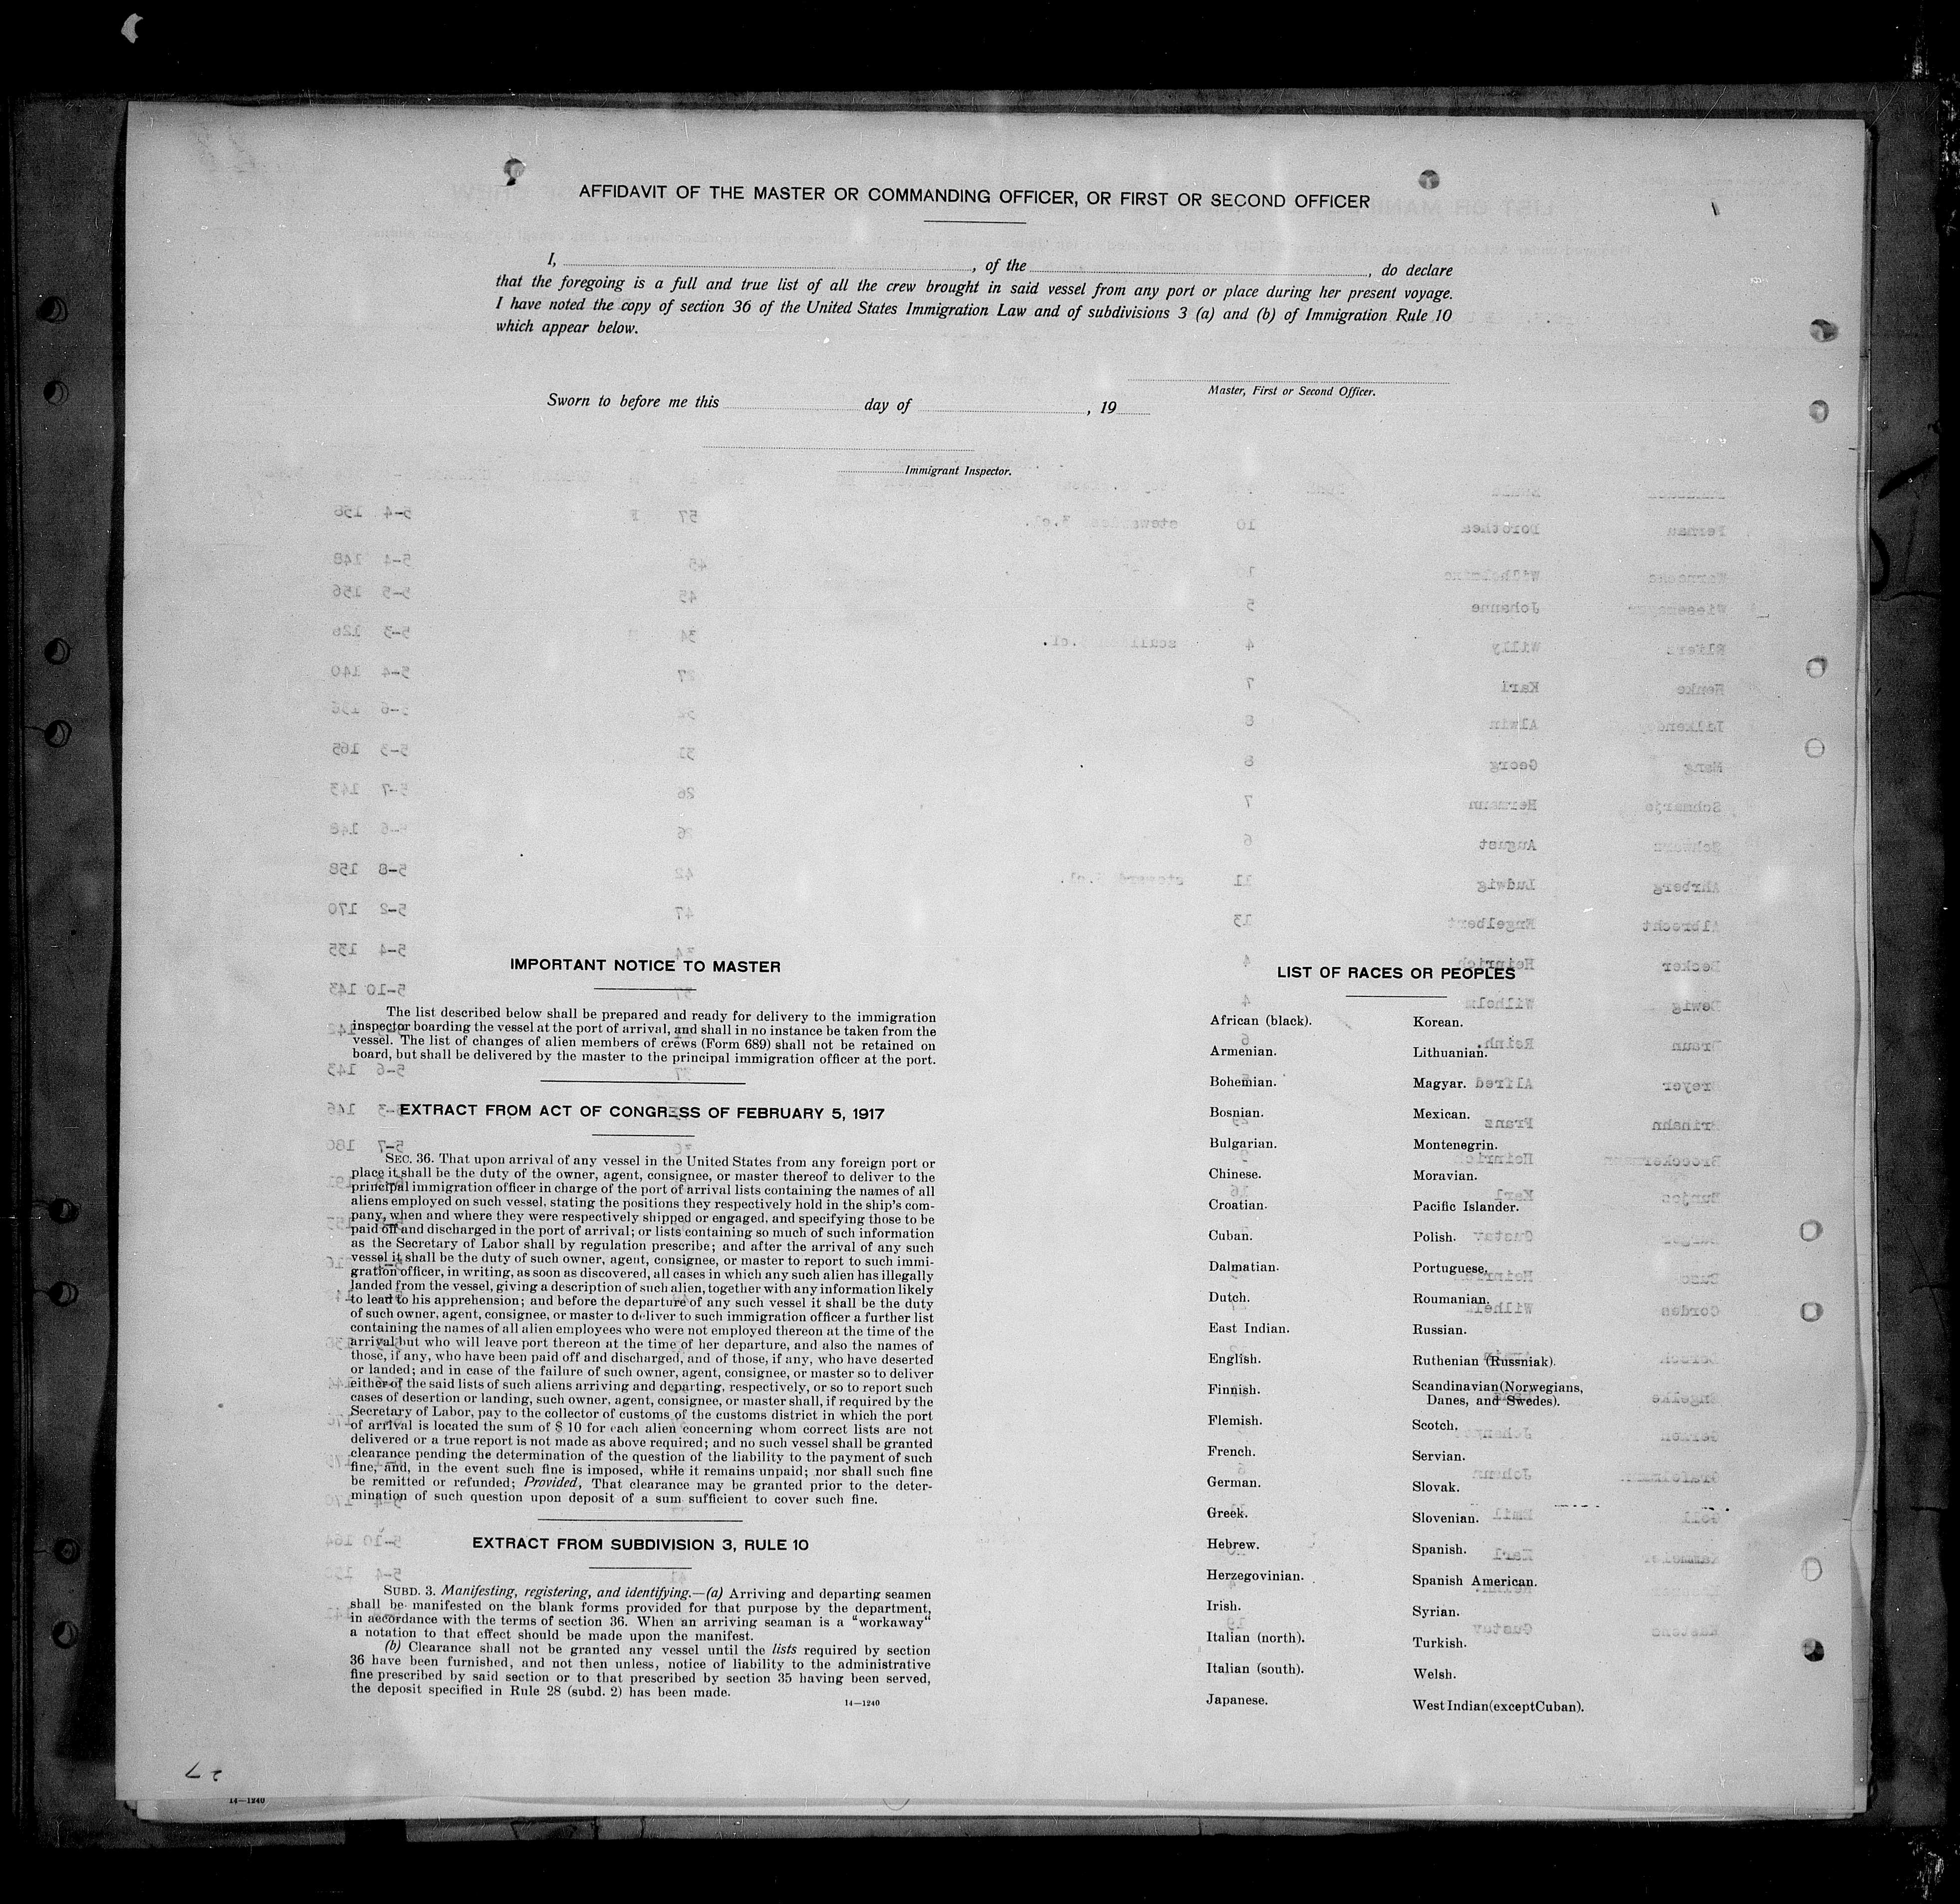 AFFIDAVIT OF THE MASTER OR COMMANDING OFFICER, OR FIRST OR SECOND OFFICER
I, , of the , do declare
that the foregoing is a full and true list of all the crew brought in said vessel from any port or place during her present voyage.
I have noted the copy of section 36 of the United States Immigration Law and of subdivisions 3 (a) and (b) of Immigration Rule 10
which appear below.
Master, First or Second Officer.
Sworn to before me this day of , 19
Immigrant Inspector.
IMPORTANT NOTICE TO MASTER
The list described below shall be prepared and ready for delivery to the immigration
inspector boarding the vessel at the port of arrival, and shall in no instance be taken from the
vessel. The list of changes of alien members of crews (Form 689) shall not be retained on
board, but shall be delivered by the master to the principal immigration officer at the port.
EXTRACT FROM ACT OF CONGRESS OF FEBRUARY 5, 1917
SEC. 36. That upon arrival of any vessel in the United States from any foreign port or
place it shall be the duty of the owner, agent, consignee, or master thereof to deliver to the
principal immigration officer in charge of the port of arrival lists containing the names of all
aliens employed on such vessel, stating the positions they respectively hold in the ship's com-
pany, when and where they were respectively shipped or engaged, and specifying those to be
paid off and discharged in the port of arrival; or lists containing so much of such information
as the Secretary of Labor shall by regulation prescribe; and after the arrival of any such
vessel it shall be the duty of such owner, agent, consignee, or master to report to such immi-
gration officer, in writing, as soon as discovered, all cases in which any such alien has illegally
landed from the vessel, giving a description of such alien, together with any information likely
to lead to his apprehension; and before the departure of any such vessel it shall be the duty
of such owner, agent, consignee, or master to deliver to such immigration officer a further list
containing the names of all alien employees who were not employed thereon at the time of the
arrival but who will leave port thereon at the time of her departure, and also the names of
those, if any, who have been paid off and discharged, and of those, if any, who have deserted
or landed; and in case of the failure of such owner, agent, consignee, or master so to deliver
either of the said lists of such aliens arriving and departing, respectively, or so to report such
cases of desertion or landing, such owner, agent, consignee, or master shall, if required by the
Secretary of Labor, pay to the collector of customs of the customs district in which the port
of arrival is located the sum of $ 10 for each alien concerning whom correct lists are not
delivered or a true report is not made as above required; and no such vessel shall be granted
clearance pending the determination of the question of the liability to the payment of such
fine, and, in the event such fine is imposed, while it remains unpaid; nor shall such fine
be remitted or refunded; Provided, That clearance may be granted prior to the deter-
mination of such question upon deposit of a sum sufficient to cover such fine.
EXTRACT FROM SUBDIVISION 3, RULE 10
SUBD. 3. Manifesting, registering, and identifying.—(a) Arriving and departing seamen
shall be manifested on the blank forms provided for that purpose by the department,
in accordance with the terms of section 36. When an arriving seaman is a "workaway"
a notation to that effect should be made upon the manifest.
(b) Clearance shall not be granted any vessel until the lists required by section
36 have been furnished, and not then unless, notice of liability to the administrative
fine prescribed by said section or to that prescribed by section 35 having been served,
the deposit specified in Rule 28 (subd. 2) has been made.
14—1240
LIST OF RACES OR PEOPLES
African (black).
Armenian.
Bohemian.
Bosnian.
Bulgarian.
Chinese.
Croatian.
Cuban.
Dalmatian.
Dutch.
East Indian.
English.
Finnish.
Flemish.
French.
German.
Greek.
Hebrew.
Herzegovinian.
Irish.
Italian (north).
Italian (south).
Japanese.
Korean.
Lithuanian.
Magyar.
Mexican.
Montenegrin.
Moravian.
Pacific Islander.
Polish.
Portuguese.
Roumanian.
Russian.
Ruthenian (Russniak).
Scandinavian (Norwegians,
Danes, and Swedes).
Scotch.
Servian.
Slovak.
Slovenian.
Spanish.
Spanish American.
Syrian.
Turkish.
Welsh.
West Indian (except Cuban).
14—1240